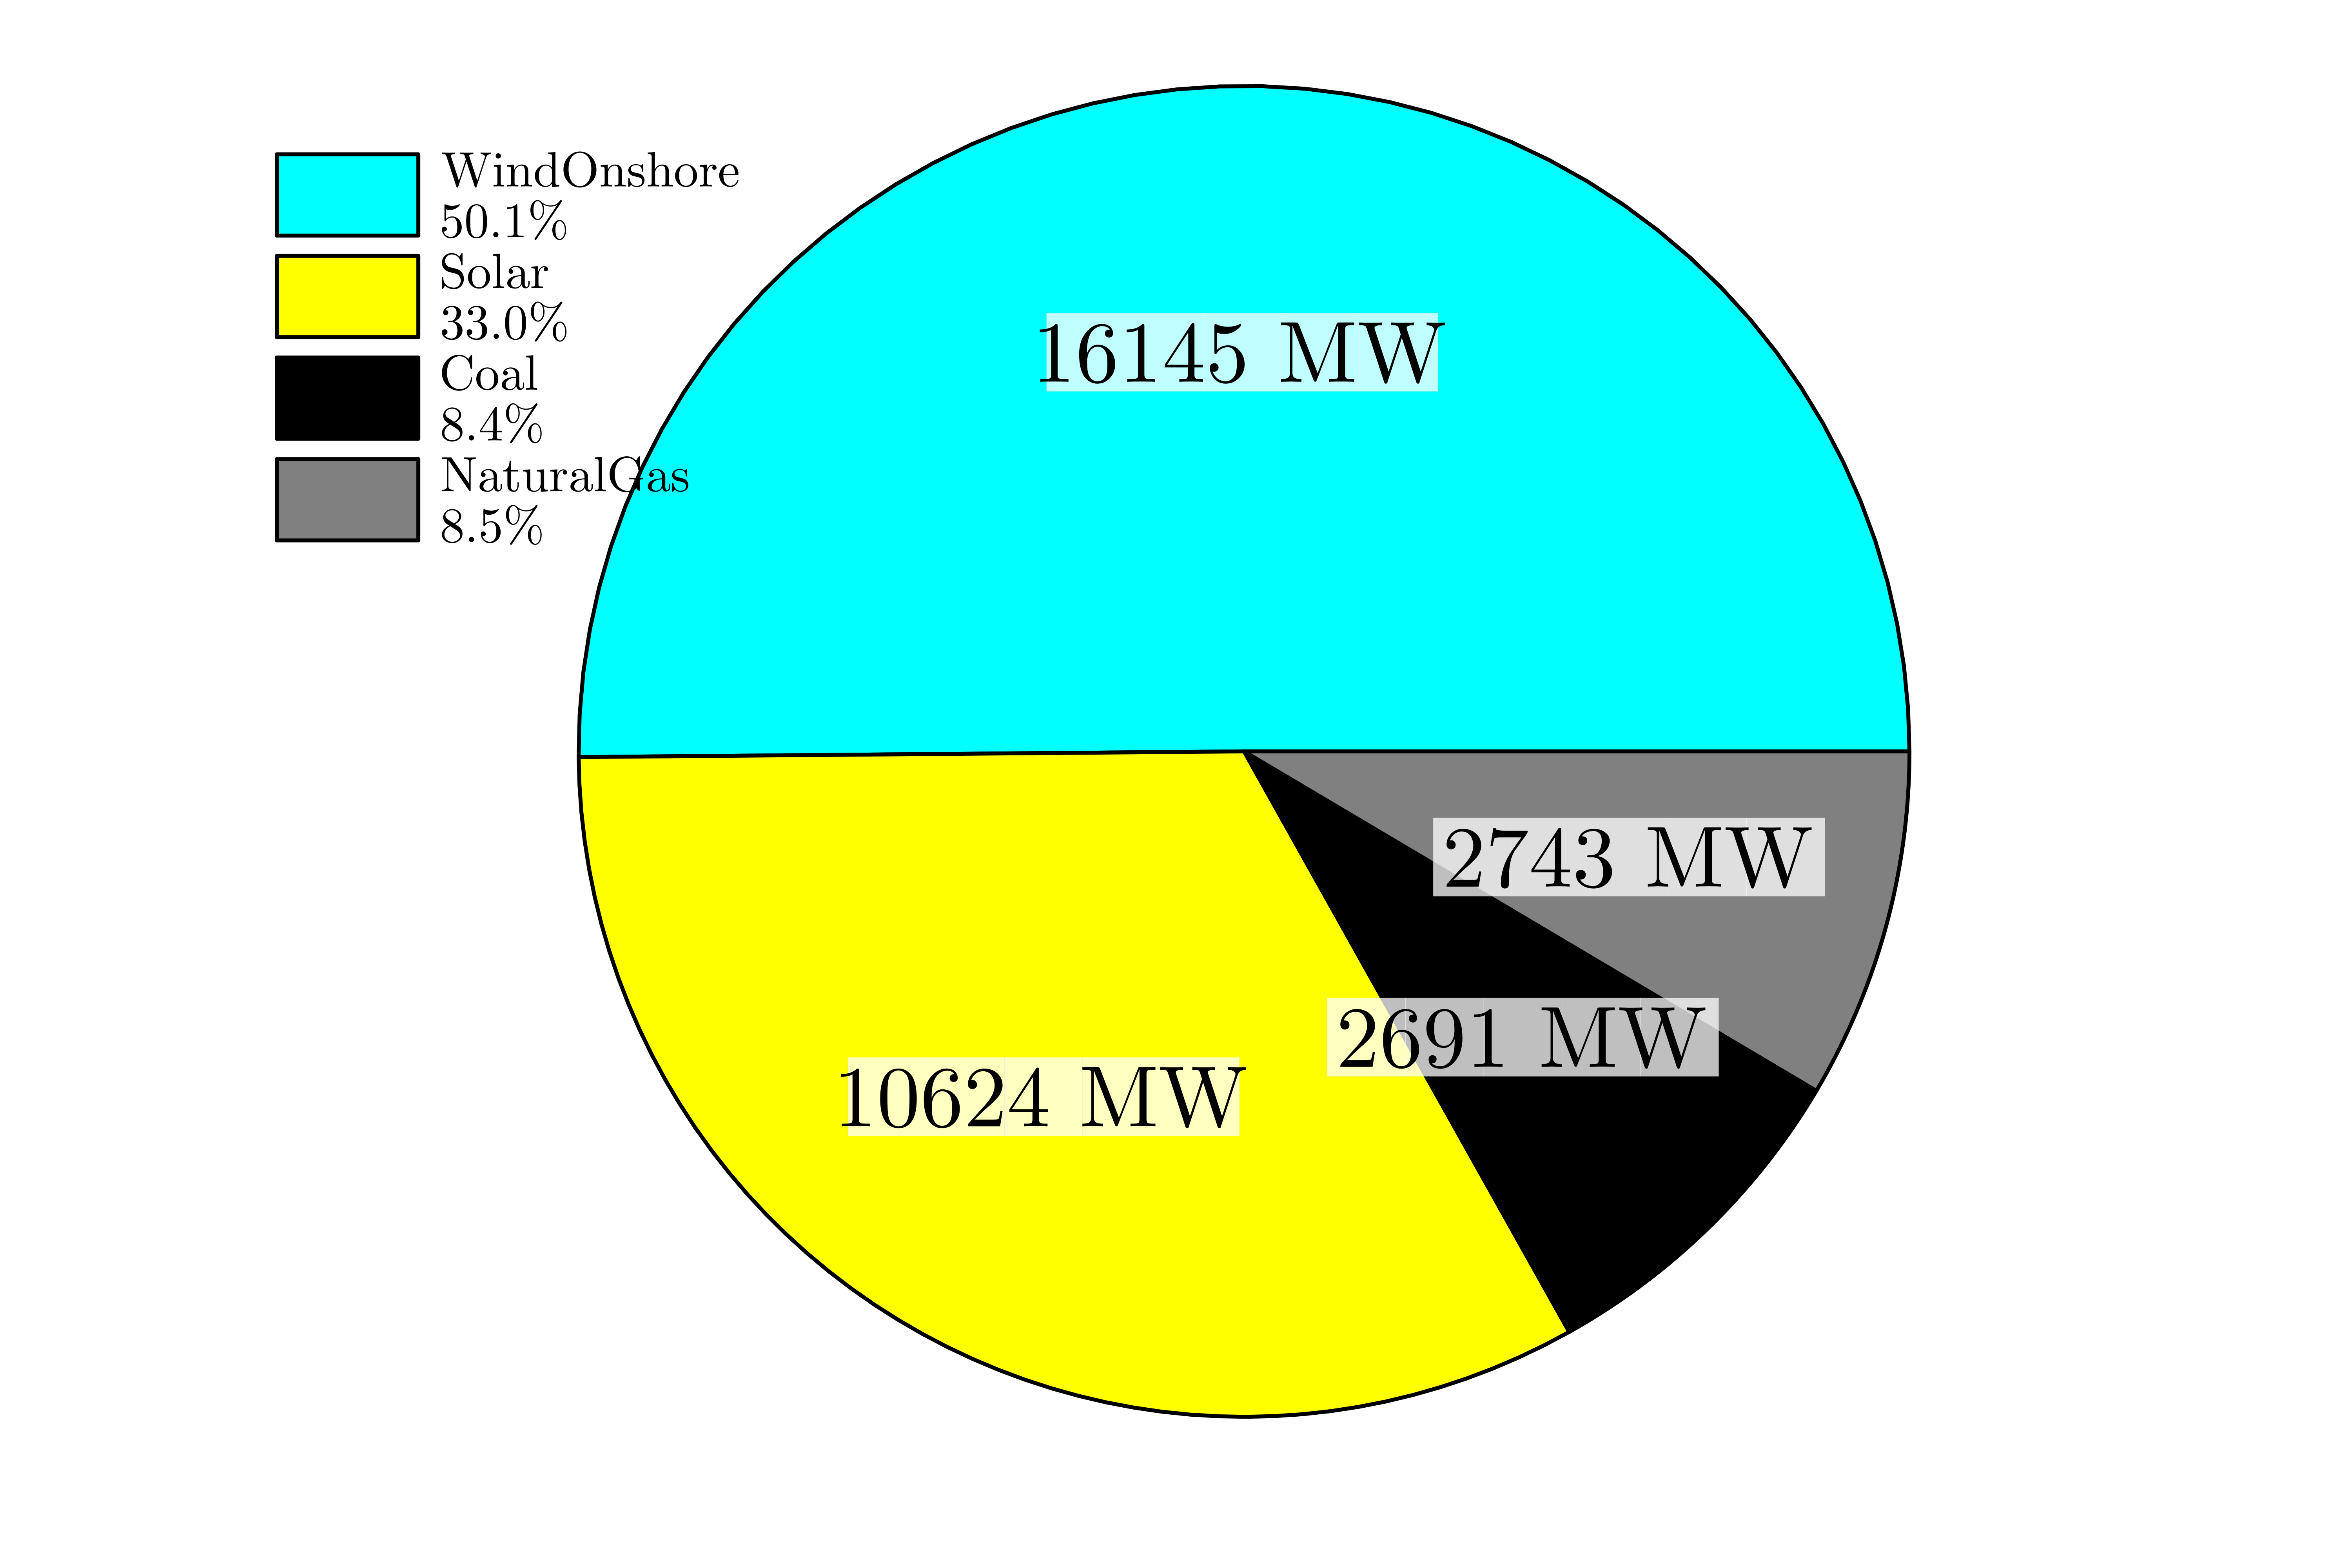 WindOnshore
50.1%
Solar
33.0%
Coal
8.4%
NaturalGas
8.5%
16145 MW
2743 MW
2691 MW
10624 MW